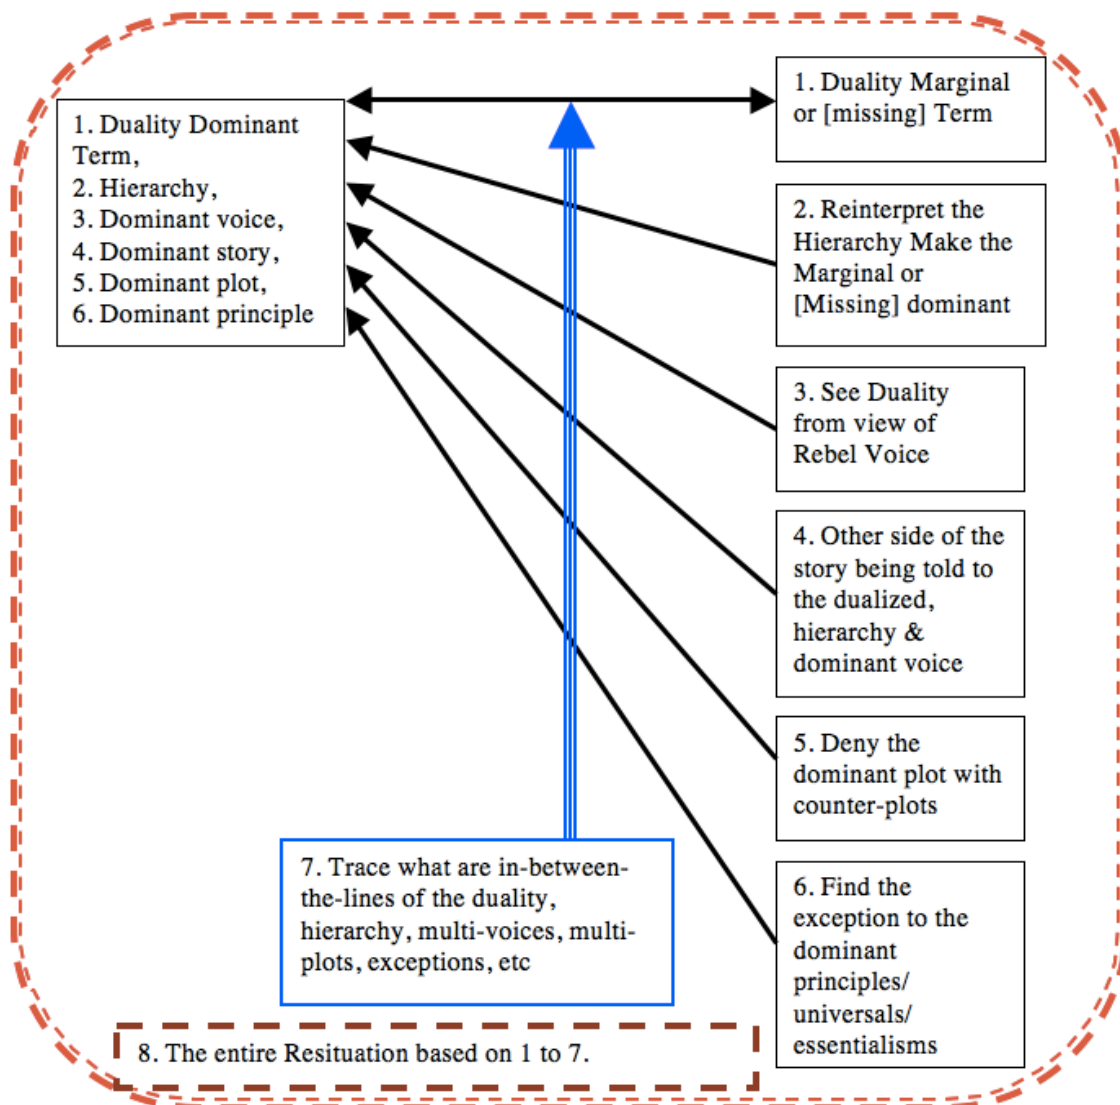 1. Duality Dominant
Term,
2. Hierarchy,
3. Dominant voice,
4. Dominant story,
5. Dominant plot,
6. Dominant principle
1. Duality Marginal
or [missing] Term
2. Reinterpret the
Hierarchy Make the
Marginal or
[Missing] dominant
3. See Duality
from view of
Rebel Voice
4. Other side of the
story being told to
the dualized,
hierarchy &
dominant voice
5. Deny the
dominant plot with
counter-plots
6. Find the
exception to the
dominant
principles/
universals/
essentialisms
7. Trace what are in-between-
the-lines of the duality,
hierarchy, multi-voices, multi-
plots, exceptions, etc
8. The entire Resituation based on 1 to 7.